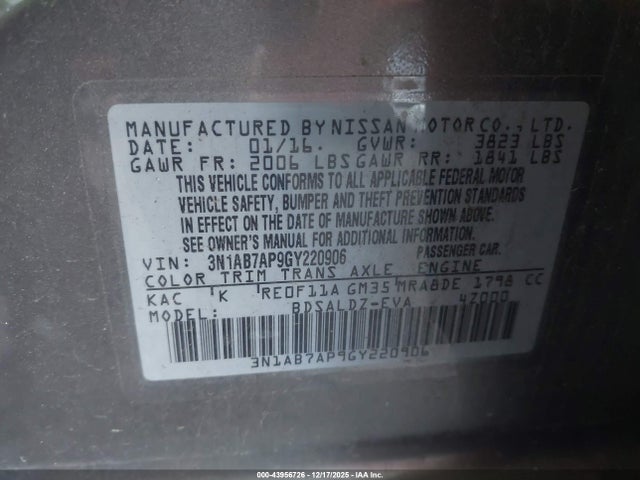 MANUFACTURED BY NISSAN MOTOR CO., LTD.
DATE: 01/16. GVWR: 3823 LBS
GAWR FR: 2006 LBS GAWR RR: 1841 LBS
THIS VEHICLE CONFORMS TO ALL APPLICABLE FEDERAL MOTOR
VEHICLE SAFETY, BUMPER AND THEFT PREVENTION STANDARDS
IN EFFECT ON THE DATE OF MANUFACTURE SHOWN ABOVE.
SEE OWNER'S MANUAL FOR ADDITIONAL INFORMATION.
VIN: 3N1AB7AP9GY220906 PASSENGER CAR.
COLOR TRIM TRANS AXLE ENGINE
KAC K RE0F11A GM35 MRA8DE 1798 CC
BDSALDZ-EVA 4Z000
3N1AB7AP9GY220906
000-43956726 - 12/17/2025 - IAA Inc.